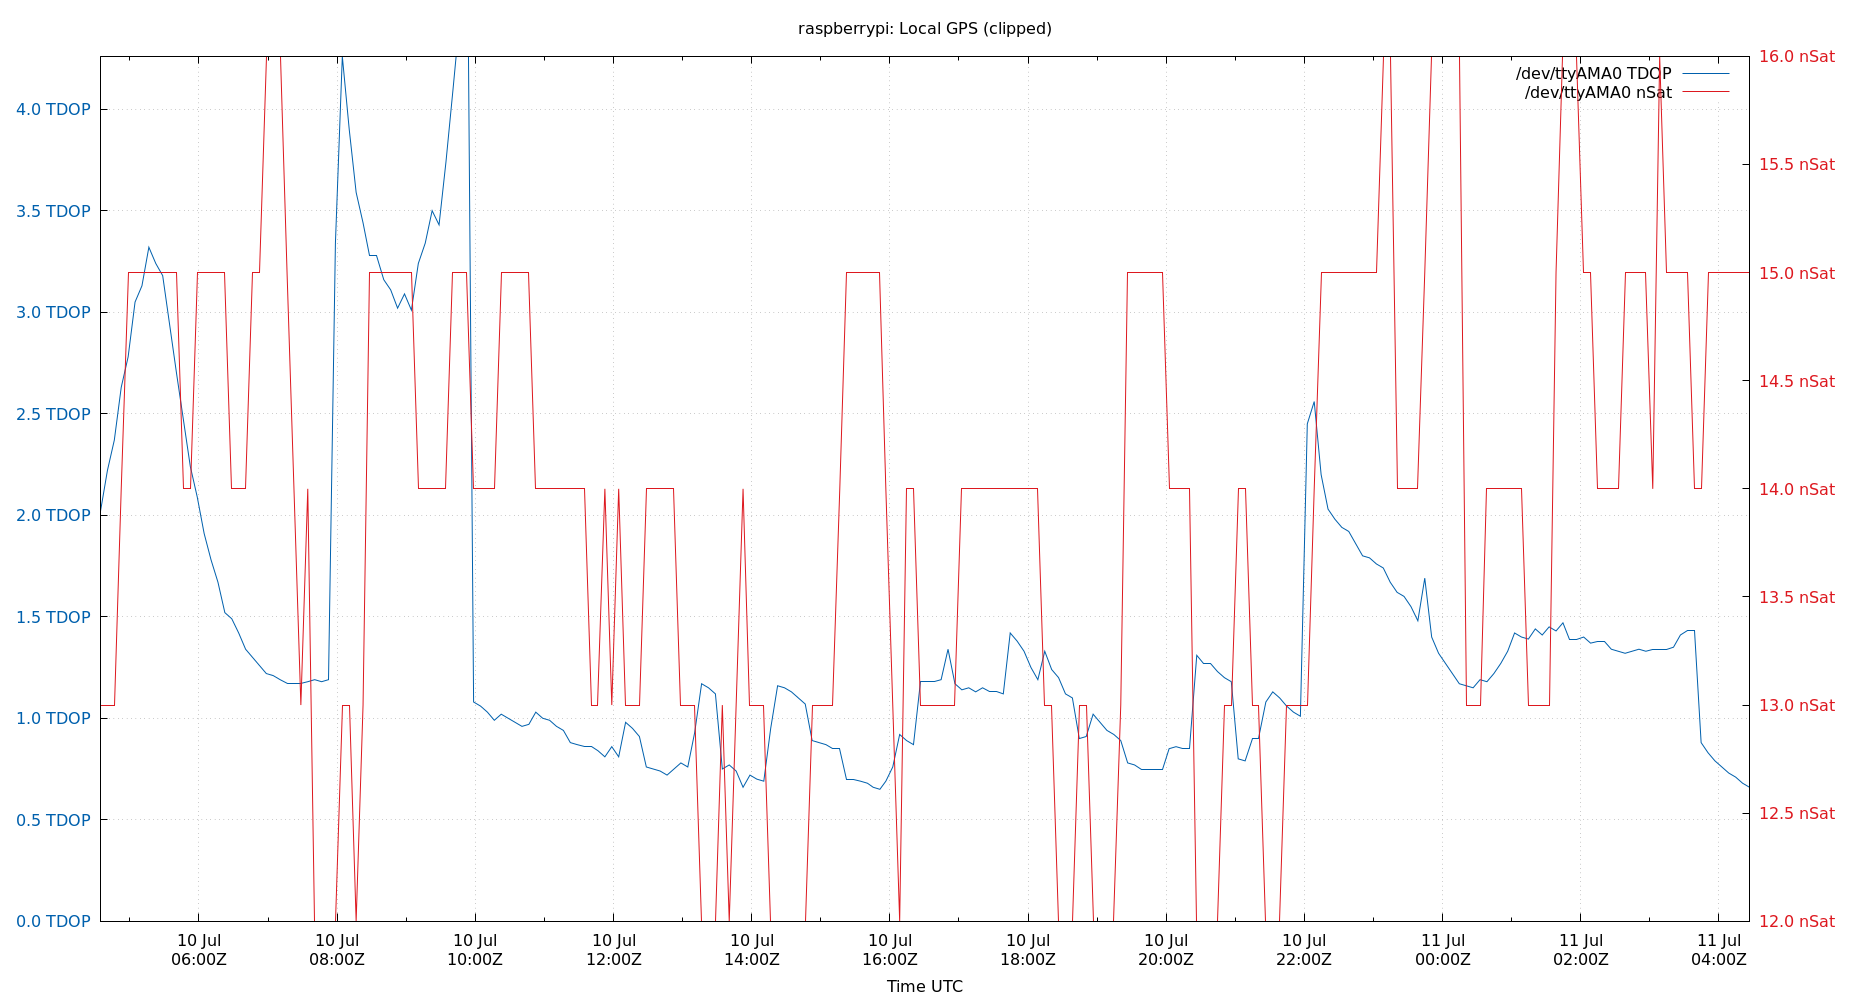 raspberrypi: Local GPS (clipped)
/dev/ttyAMA0 TDOP
/dev/ttyAMA0 nSat
4.0 TDOP
3.5 TDOP
3.0 TDOP
2.5 TDOP
2.0 TDOP
1.5 TDOP
1.0 TDOP
0.5 TDOP
0.0 TDOP
16.0 nSat
15.5 nSat
15.0 nSat
14.5 nSat
14.0 nSat
13.5 nSat
13.0 nSat
12.5 nSat
12.0 nSat
10 Jul 10 Jul 10 Jul 10 Jul 10 Jul 10 Jul 10 Jul 10 Jul 10 Jul 11 Jul 11 Jul 11 Jul
06:00Z 08:00Z 10:00Z 12:00Z 14:00Z 16:00Z 18:00Z 20:00Z 22:00Z 00:00Z 02:00Z 04:00Z
Time UTC